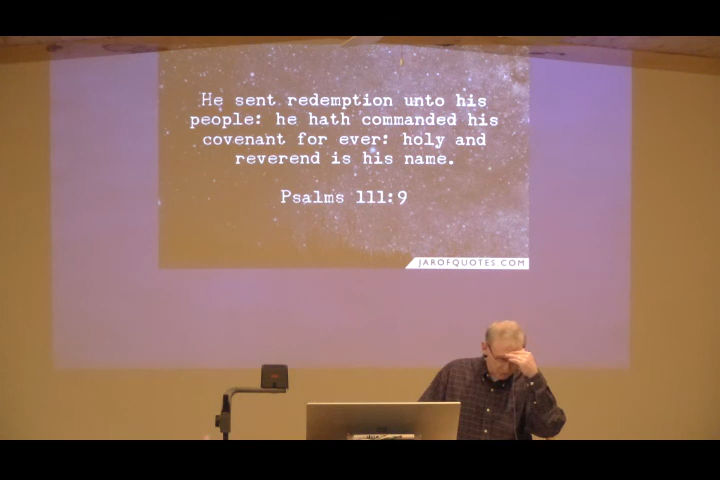 He sent redemption unto his
people: he hath commanded his
covenant for ever: holy and
reverend is his name.
Psalms 111:9
JAROFQUOTES.COM